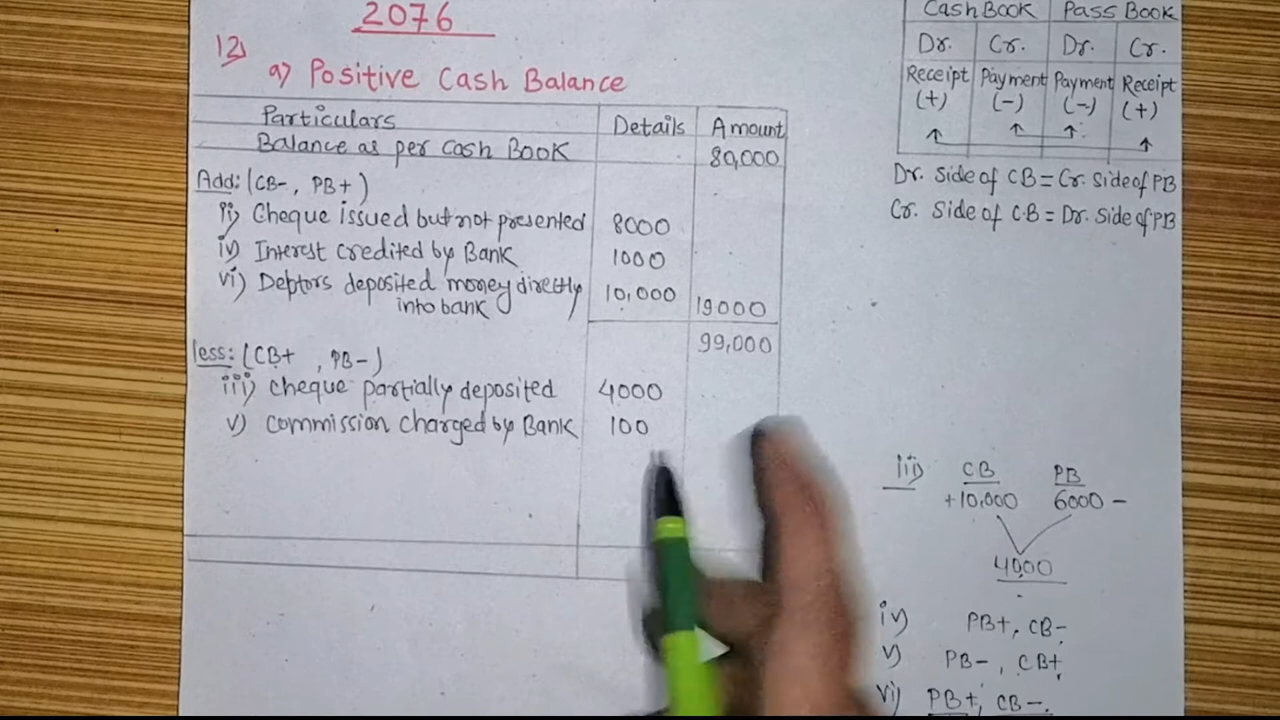 2076
12)
a) Positive Cash Balance
Particulars Details Amount
Balance as per Cash Book 80,000
Add: (CB-, PB+)
ii) Cheque issued but not presented 8000
iv) Interest credited by Bank 1000
vi) Debtors deposited money directly
into bank 10,000 19000
99,000
less: (CB+ , PB-)
iii) cheque partially deposited 4000
v) commission charged by Bank 100
Cash Book Pass Book
Dr. Cr. Dr. Cr.
Receipt Payment Payment Receipt
(+) (-) (-) (+)
Dr. Side of CB = Cr. Side of PB
Cr. Side of CB = Dr. Side of PB
iii) CB PB
+10,000 6000 -
4000
iv) PB+, CB-
v) PB-, CB+
vi) PB+, CB-.